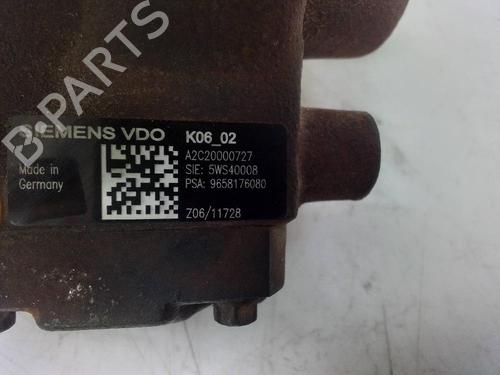 B-PARTS
SIEMENS VDO
K06_02
A2C20000727
Made in
Germany
SIE: 5WS40008
PSA: 9658176080
Z06/11728